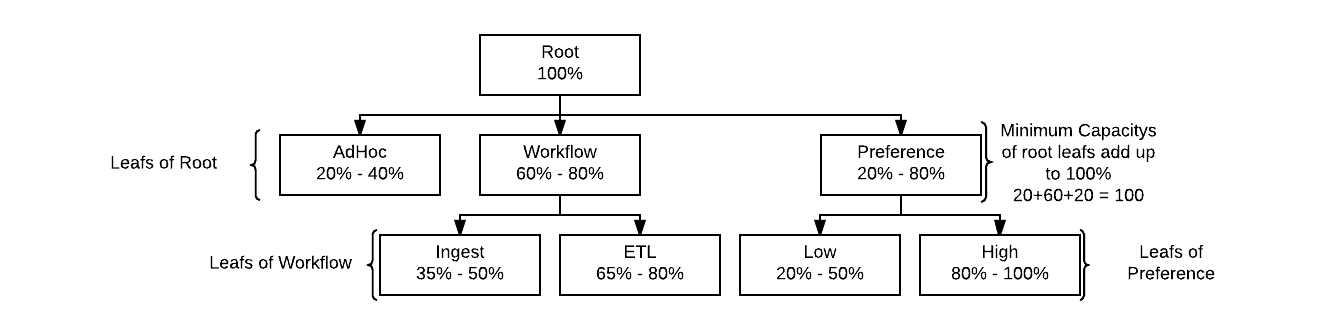 Root
100%
Leafs of Root
AdHoc
20% - 40%
Workflow
60% - 80%
Preference
20% - 80%
Minimum Capacitys
of root leafs add up
to 100%
20+60+20 = 100
Leafs of Workflow
Ingest
35% - 50%
ETL
65% - 80%
Low
20% - 50%
High
80% - 100%
Leafs of
Preference